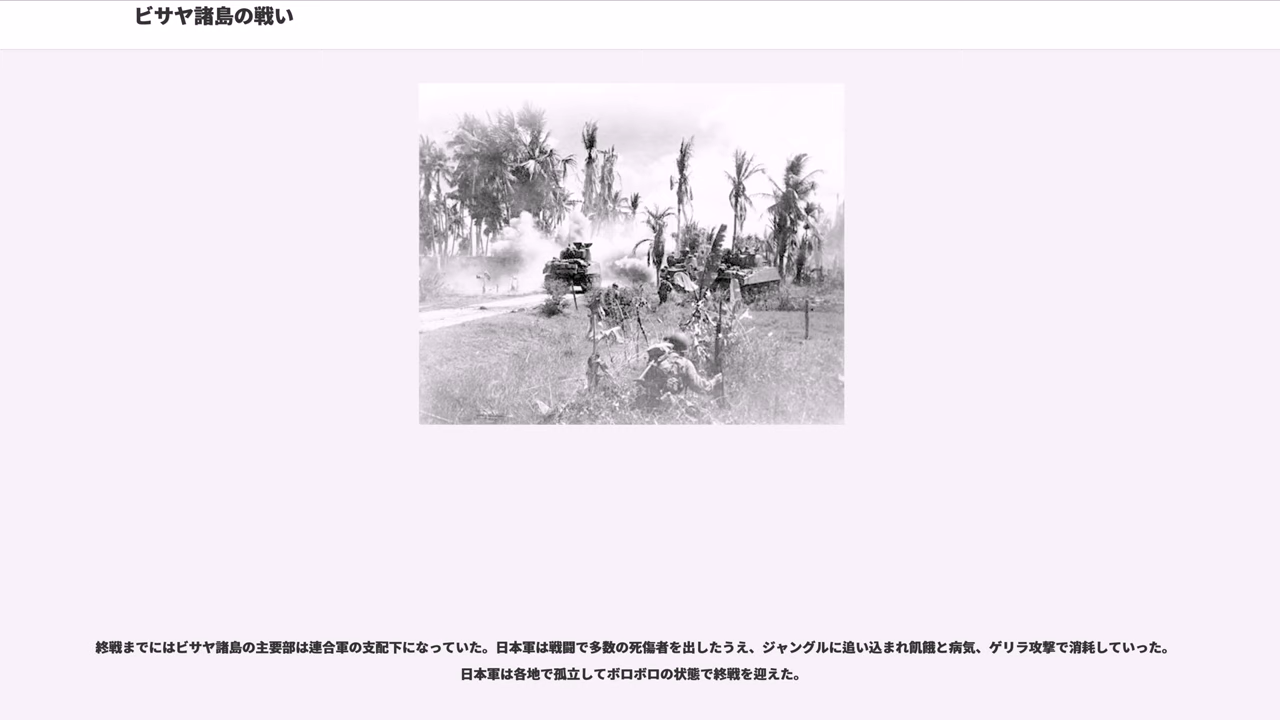 ビサヤ諸島の戦い
終戦までにはビサヤ諸島の主要部は連合軍の支配下になっていた。日本軍は戦闘で多数の死傷者を出したうえ、ジャングルに追い込まれ飢餓と病気、ゲリラ攻撃で消耗していった。
日本軍は各地で孤立してボロボロの状態で終戦を迎えた。